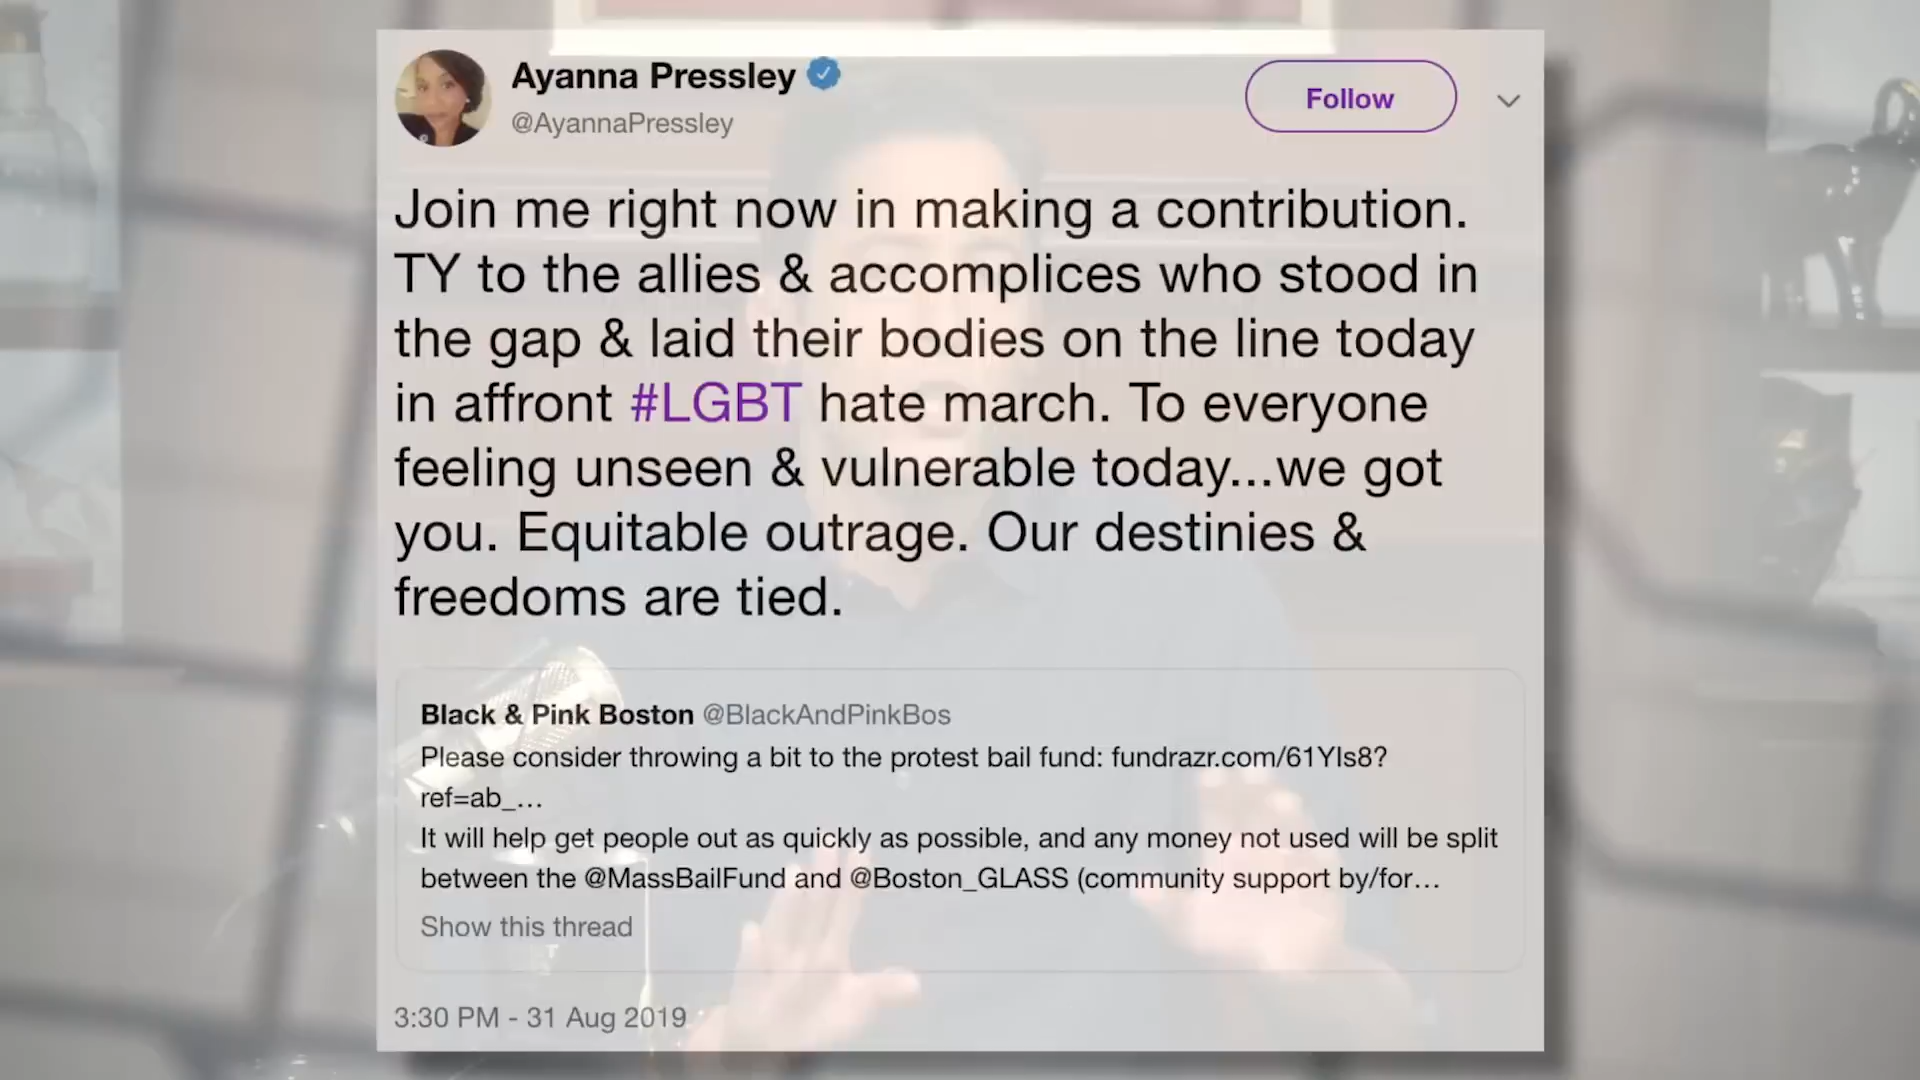 Ayanna Pressley
@AyannaPressley
Follow
Join me right now in making a contribution.
TY to the allies & accomplices who stood in
the gap & laid their bodies on the line today
in affront #LGBT hate march. To everyone
feeling unseen & vulnerable today...we got
you. Equitable outrage. Our destinies &
freedoms are tied.
Black & Pink Boston @BlackAndPinkBos
Please consider throwing a bit to the protest bail fund: fundrazr.com/61YIs8?
ref=ab_...
It will help get people out as quickly as possible, and any money not used will be split
between the @MassBailFund and @Boston_GLASS (community support by/for...
Show this thread
3:30 PM - 31 Aug 2019